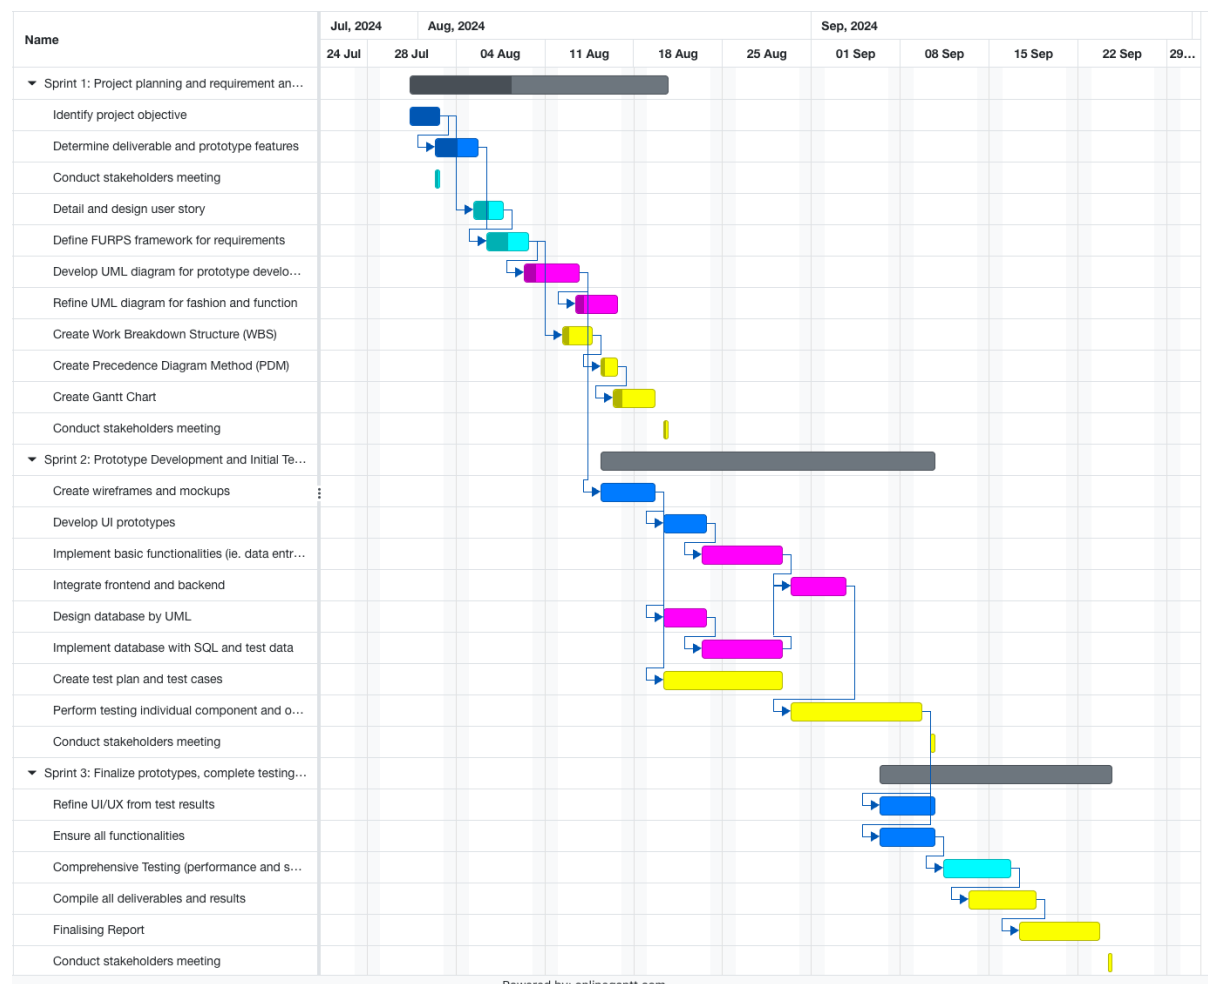 Name
Jul, 2024
Aug, 2024
Sep, 2024
24 Jul
28 Jul
04 Aug
11 Aug
18 Aug
25 Aug
01 Sep
08 Sep
15 Sep
22 Sep
29...
Sprint 1: Project planning and requirement an...
Identify project objective
Determine deliverable and prototype features
Conduct stakeholders meeting
Detail and design user story
Define FURPS framework for requirements
Develop UML diagram for prototype develo...
Refine UML diagram for fashion and function
Create Work Breakdown Structure (WBS)
Create Precedence Diagram Method (PDM)
Create Gantt Chart
Conduct stakeholders meeting
Sprint 2: Prototype Development and Initial Te...
Create wireframes and mockups
Develop UI prototypes
Implement basic functionalities (ie. data entr...
Integrate frontend and backend
Design database by UML
Implement database with SQL and test data
Create test plan and test cases
Perform testing individual component and o...
Conduct stakeholders meeting
Sprint 3: Finalize prototypes, complete testing...
Refine UI/UX from test results
Ensure all functionalities
Comprehensive Testing (performance and s...
Compile all deliverables and results
Finalising Report
Conduct stakeholders meeting
Powered by: onlinegantt.com